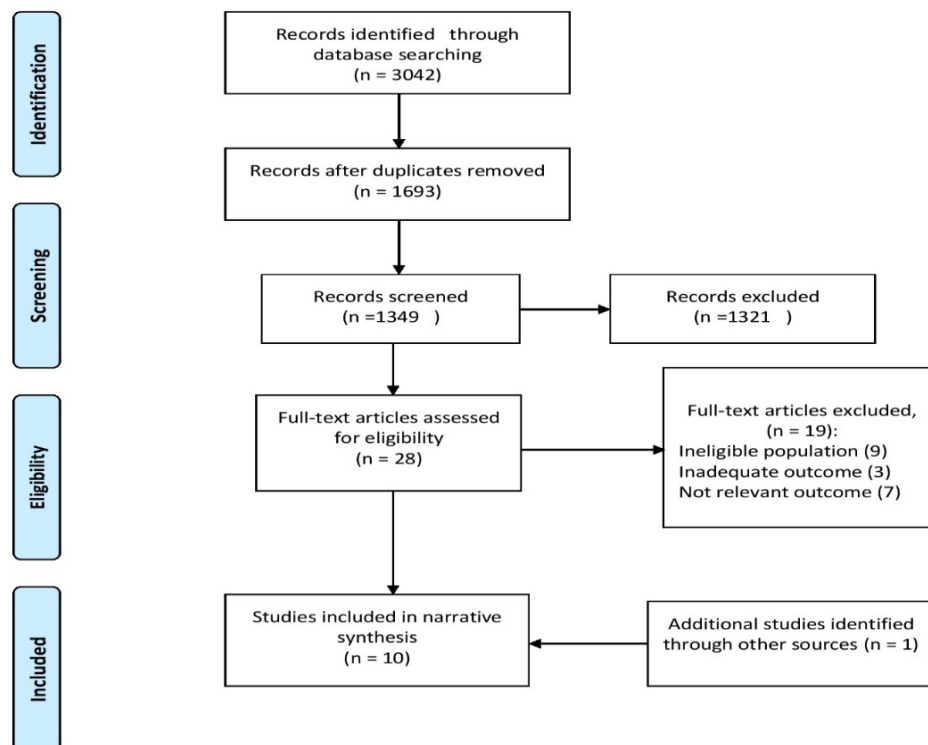 Identification
Records identified through
database searching
(n = 3042)
Records after duplicates removed
(n = 1693)
Screening
Records screened
(n =1349 )
Records excluded
(n =1321 )
Eligibility
Full-text articles assessed
for eligibility
(n = 28)
Full-text articles excluded,
(n = 19):
Ineligible population (9)
Inadequate outcome (3)
Not relevant outcome (7)
Included
Studies included in narrative
synthesis
(n = 10)
Additional studies identified
through other sources (n = 1)